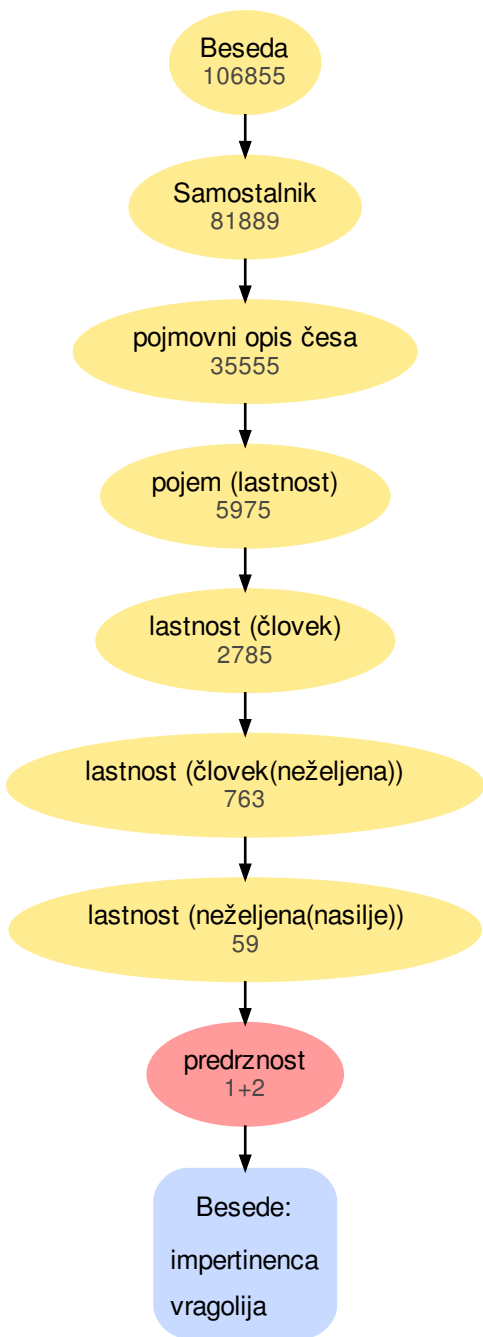 Beseda
106855
Samostalnik
81889
pojmovni opis česa
35555
pojem (lastnost)
5975
lastnost (človek)
2785
lastnost (človek(neželjena))
763
lastnost (neželjena(nasilje))
59
predrznost
1+2
Besede:
impertinenca
vragolija